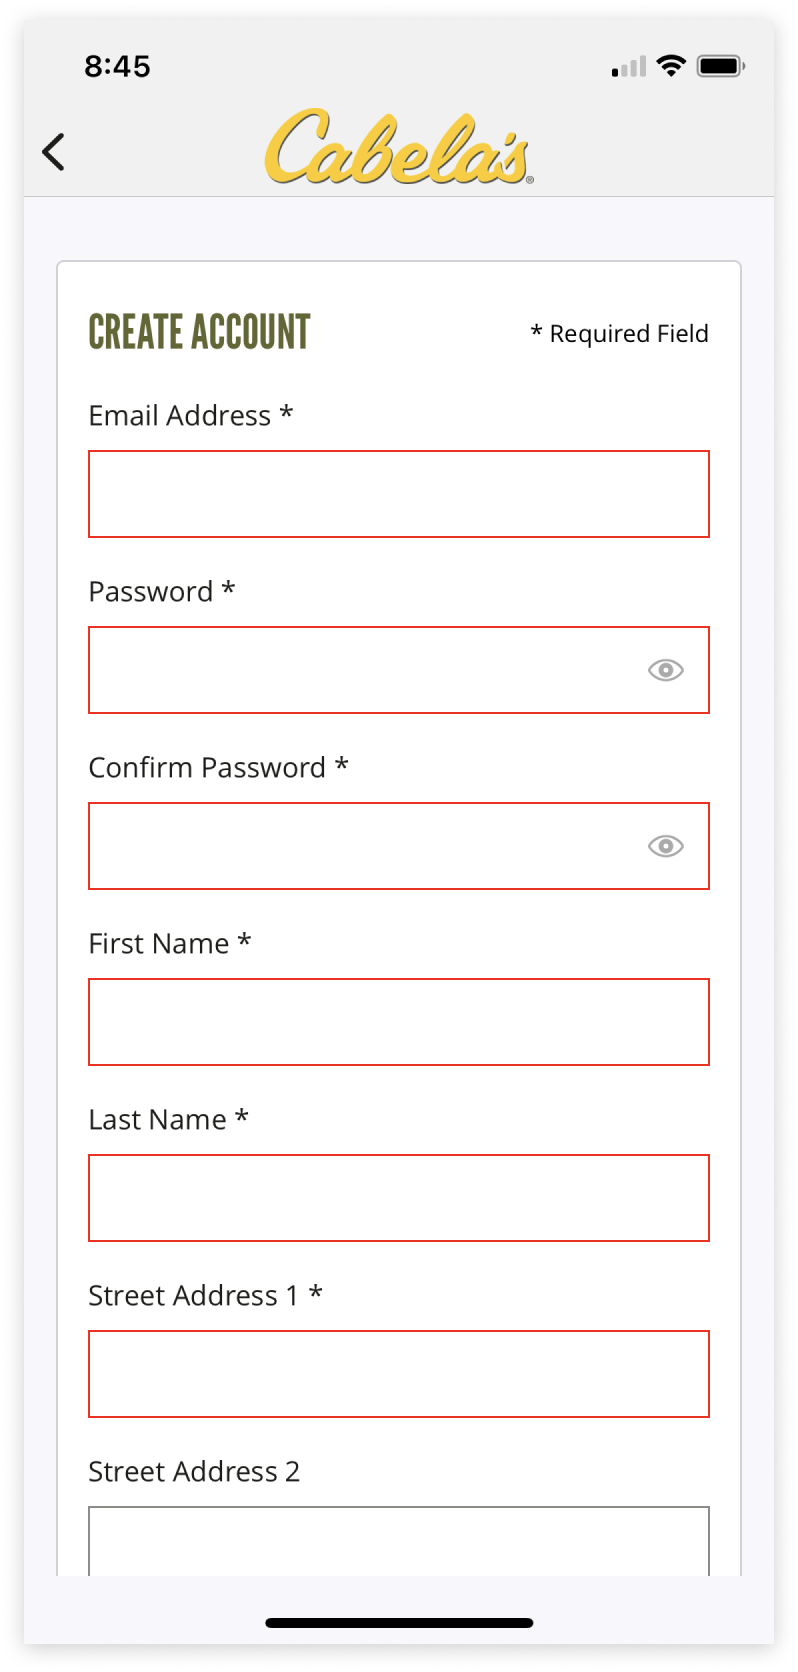 8:45
Cabela's®
CREATE ACCOUNT
* Required Field
Email Address *
Password *
Confirm Password *
First Name *
Last Name *
Street Address 1 *
Street Address 2